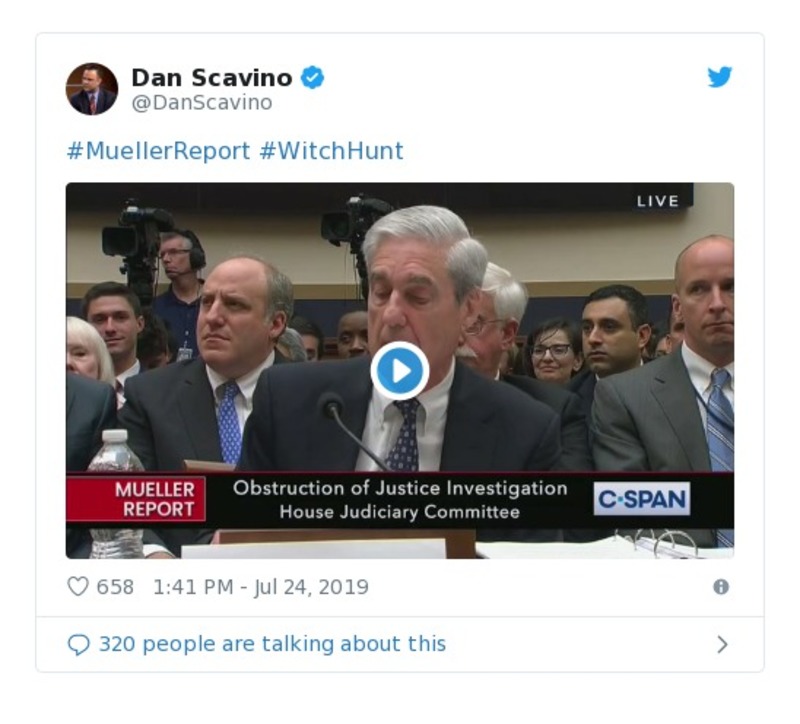 Dan Scavino
@DanScavino
#MuellerReport #WitchHunt
LIVE
MUELLER
REPORT
Obstruction of Justice Investigation
House Judiciary Committee
C-SPAN
658 1:41 PM - Jul 24, 2019
320 people are talking about this